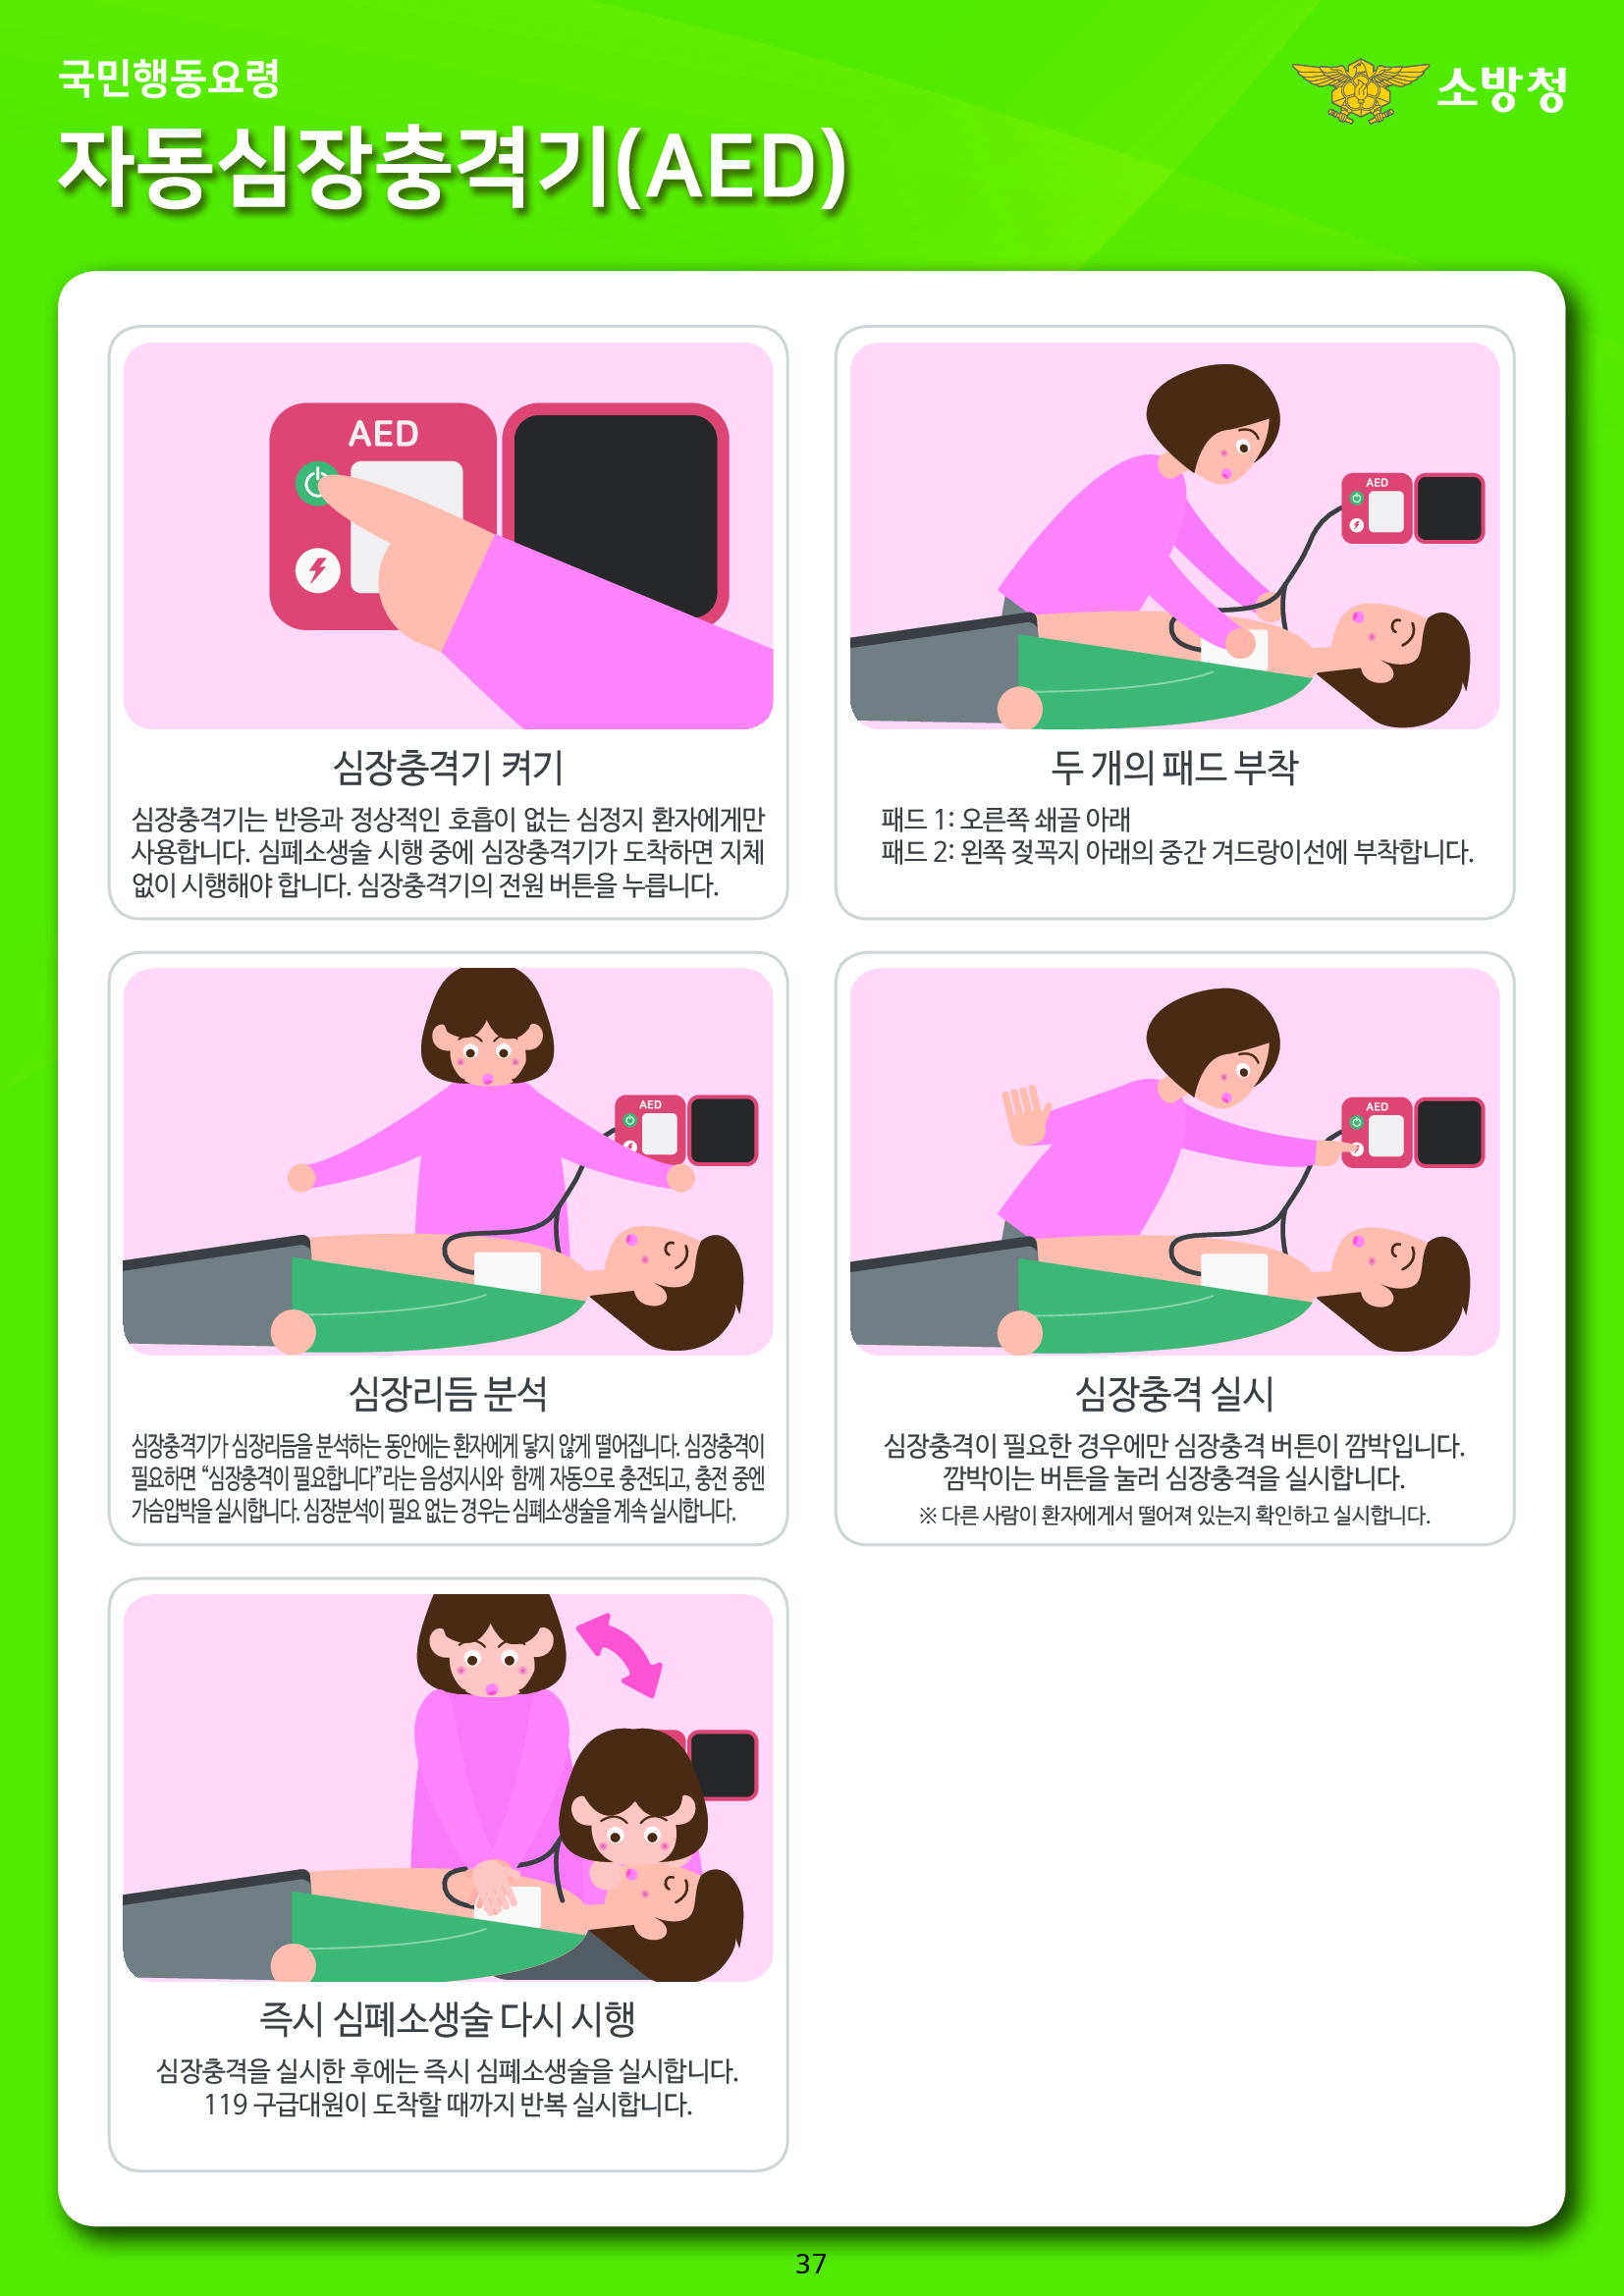 국민행동요령
소방청
자동심장충격기(AED)
AED
심장충격기 켜기
심장충격기는 반응과 정상적인 호흡이 없는 심정지 환자에게만
사용합니다. 심폐소생술 시행 중에 심장충격기가 도착하면 지체
없이 시행해야 합니다. 심장충격기의 전원 버튼을 누릅니다.
AED
두 개의 패드 부착
패드 1: 오른쪽 쇄골 아래
패드 2: 왼쪽 젖꼭지 아래의 중간 겨드랑이선에 부착합니다.
AED
심장리듬 분석
심장충격기가 심장리듬을 분석하는 동안에는 환자에게 닿지 않게 떨어집니다. 심장충격이
필요하면 “심장충격이 필요합니다”라는 음성지시와 함께 자동으로 충전되고, 충전 중엔
가슴압박을 실시합니다. 심장분석이 필요 없는 경우는 심폐소생술을 계속 실시합니다.
AED
심장충격 실시
심장충격이 필요한 경우에만 심장충격 버튼이 깜박입니다.
깜박이는 버튼을 눌러 심장충격을 실시합니다.
※ 다른 사람이 환자에게서 떨어져 있는지 확인하고 실시합니다.
즉시 심폐소생술 다시 시행
심장충격을 실시한 후에는 즉시 심폐소생술을 실시합니다.
119 구급대원이 도착할 때까지 반복 실시합니다.
37